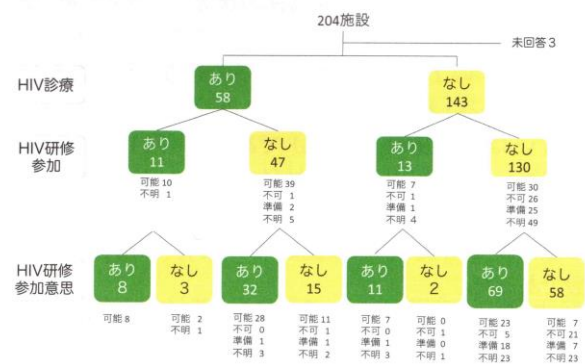 204施設
未回答3
HIV診療
あり
58
なし
143
HIV研修
参加
あり
11
なし
47
あり
13
なし
130
可能 10
不明 1
可能 39
不可 1
準備 2
不明 5
可能 7
不可 1
準備 1
不明 4
可能 30
不可 26
準備 25
不明 49
HIV研修
参加意思
あり
8
なし
3
あり
32
なし
15
あり
11
なし
2
あり
69
なし
58
可能 8
可能 2
不明 1
可能 28
不可 0
準備 1
不明 3
可能 11
不可 1
準備 1
不明 2
可能 7
不可 0
準備 1
不明 3
可能 0
不可 1
準備 0
不明 1
可能 23
不可 5
準備 18
不明 23
可能 7
不可 21
準備 7
不明